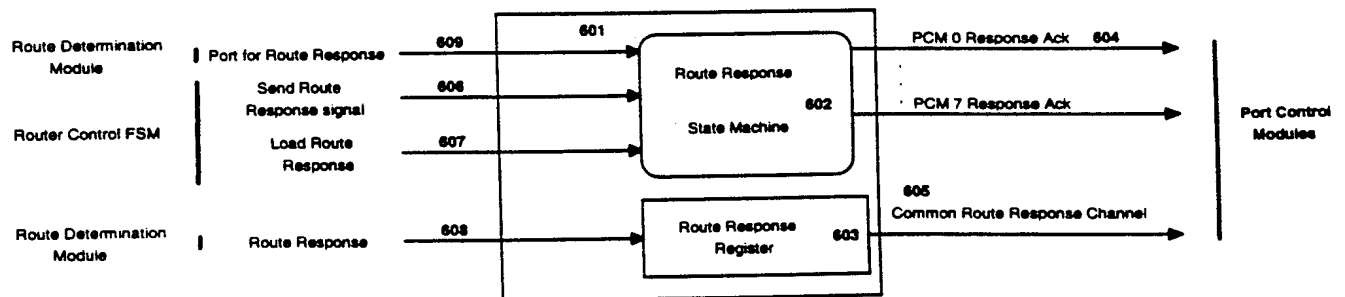 Route Determination
Module
Port for Route Response
609
601
PCM 0 Response Ack 604
Send Route
Response signal
606
Route Response
602
State Machine
PCM 7 Response Ack
Router Control FSM
Load Route
Response
607
Port Control
Modules
605
Common Route Response Channel
Route Determination
Module
Route Response
608
Route Response
Register
603